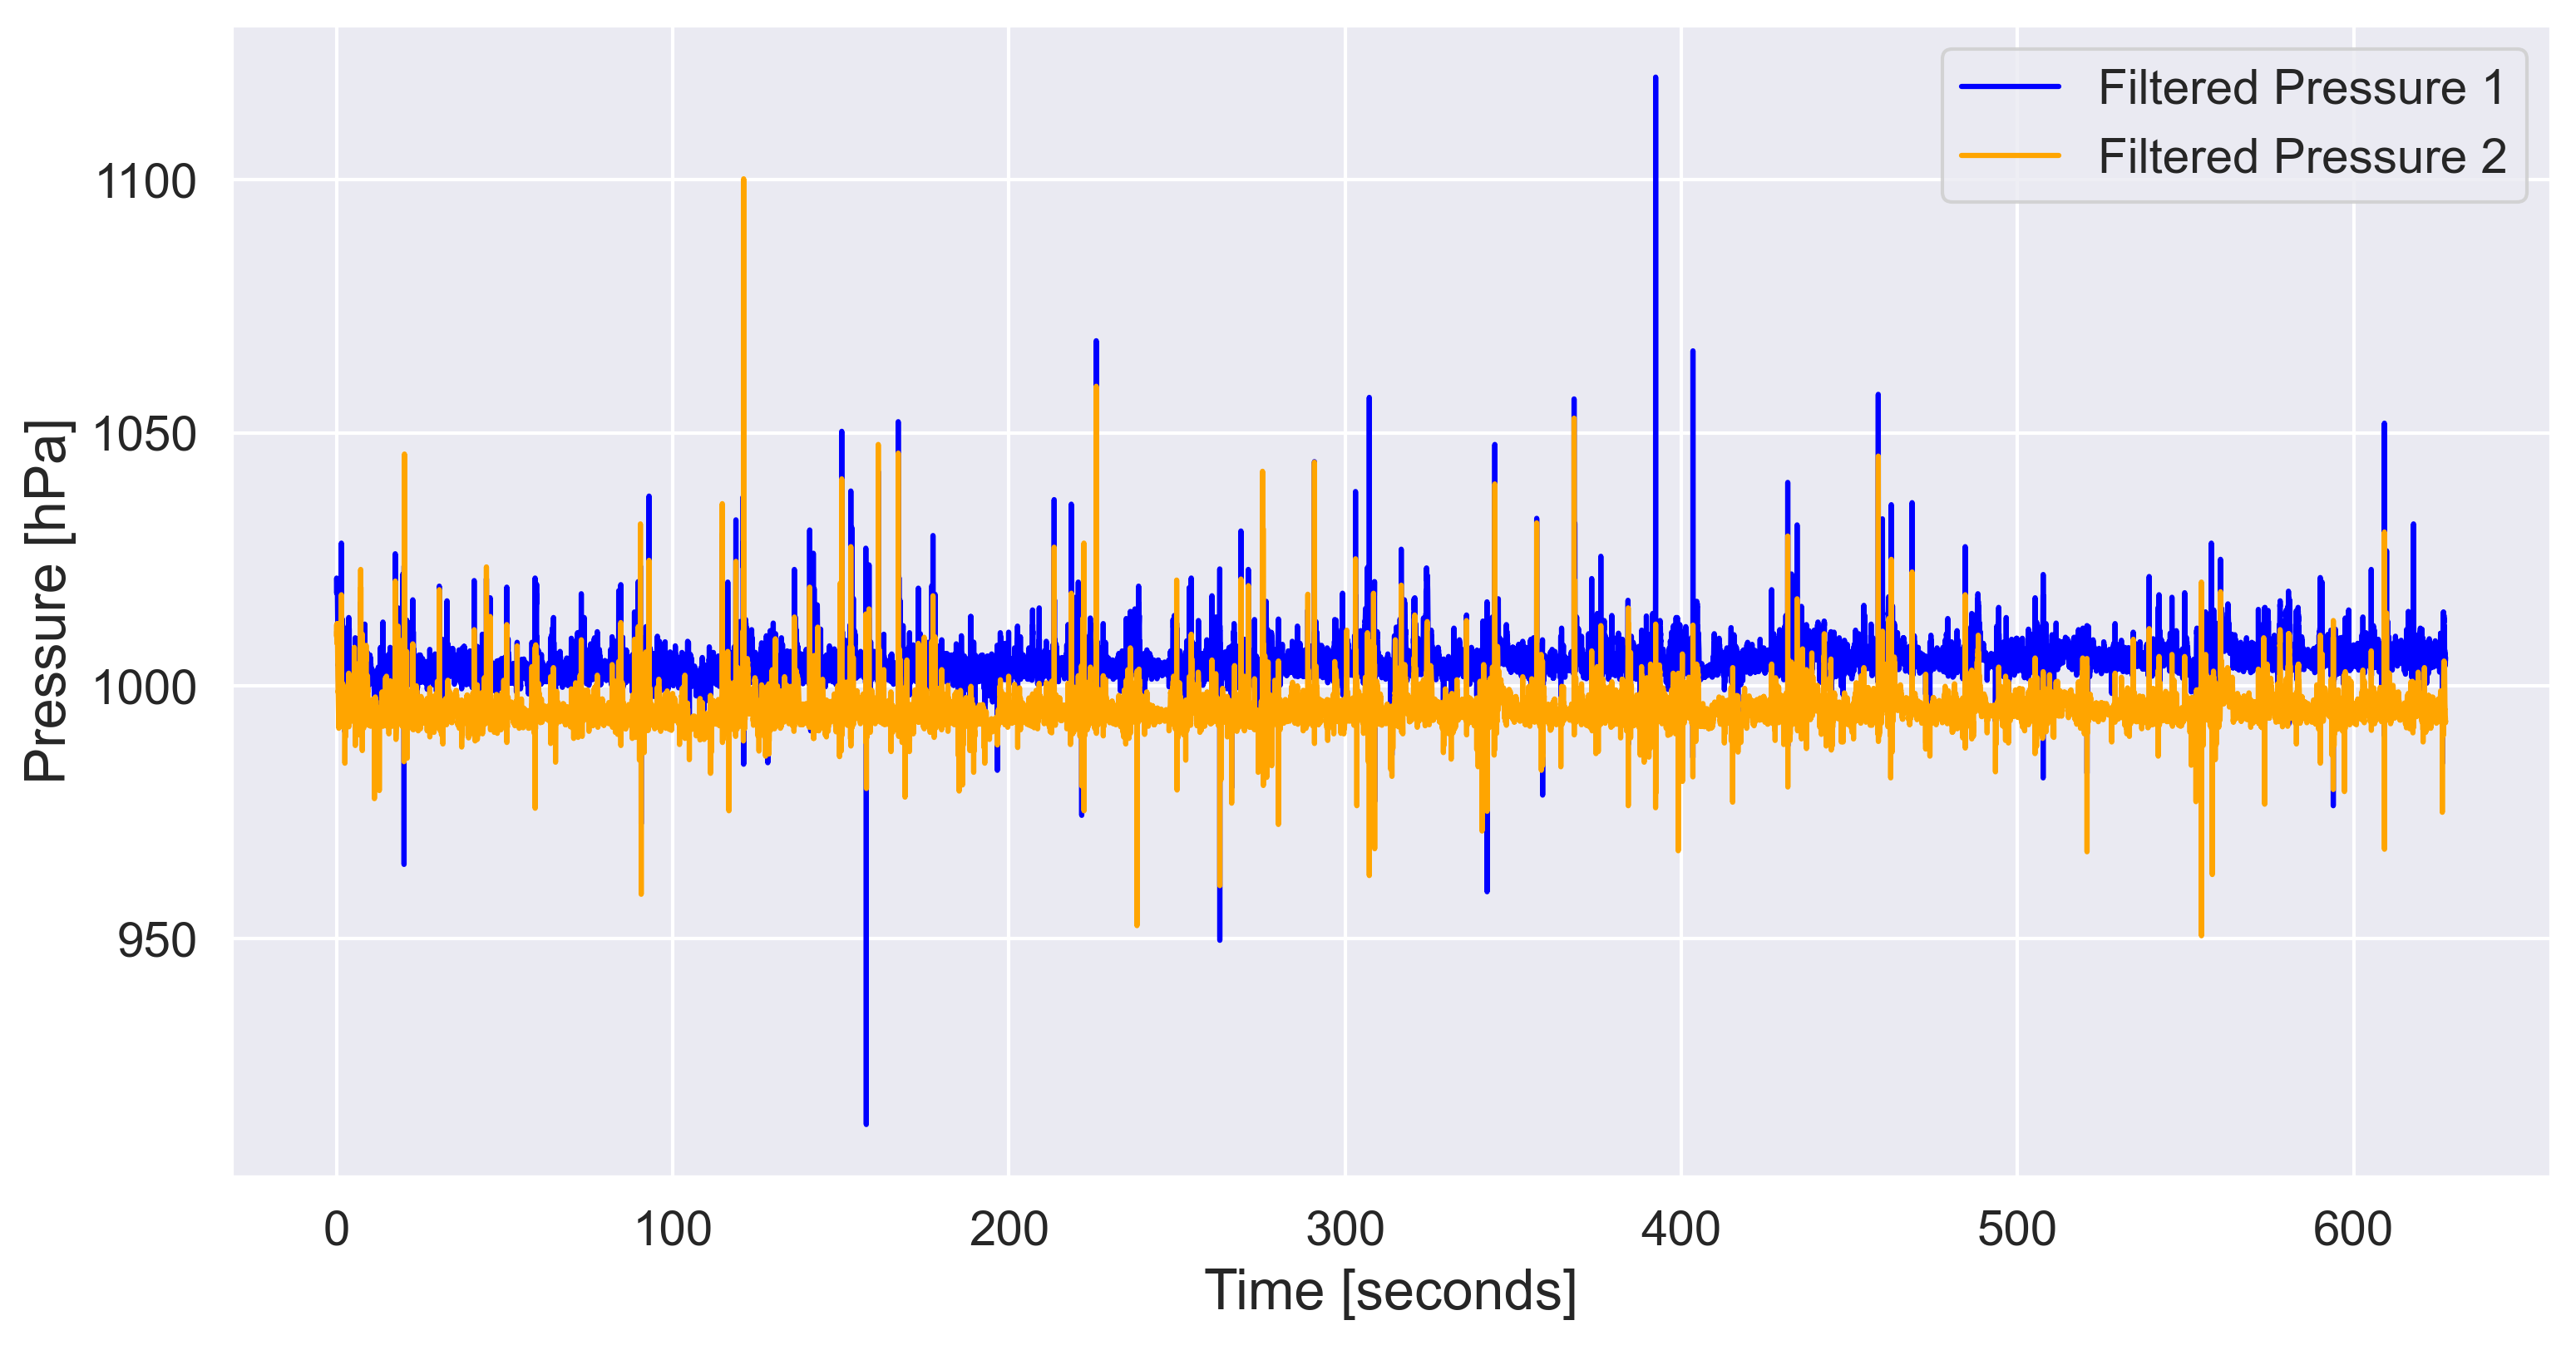 Filtered Pressure 1
Filtered Pressure 2
1100
1050
1000
950
Pressure [hPa]
0 100 200 300 400 500 600
Time [seconds]